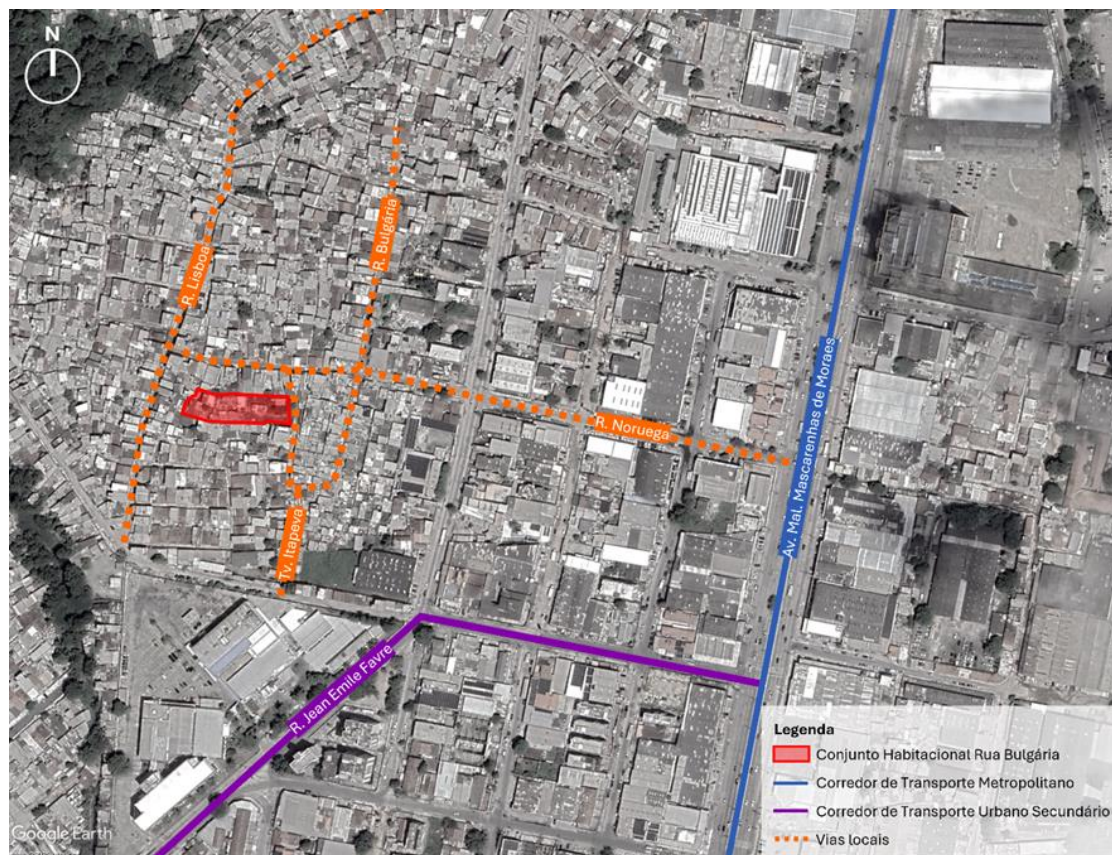 N
R. Lisboa
R. Bulgária
R. Noruega
Av. Mal. Mascarenhas de Moraes
Tv. Itapeva
R. Jean Emile Favre
Legenda
Conjunto Habitacional Rua Bulgária
Corredor de Transporte Metropolitano
Corredor de Transporte Urbano Secundário
Vias locais
Google Earth